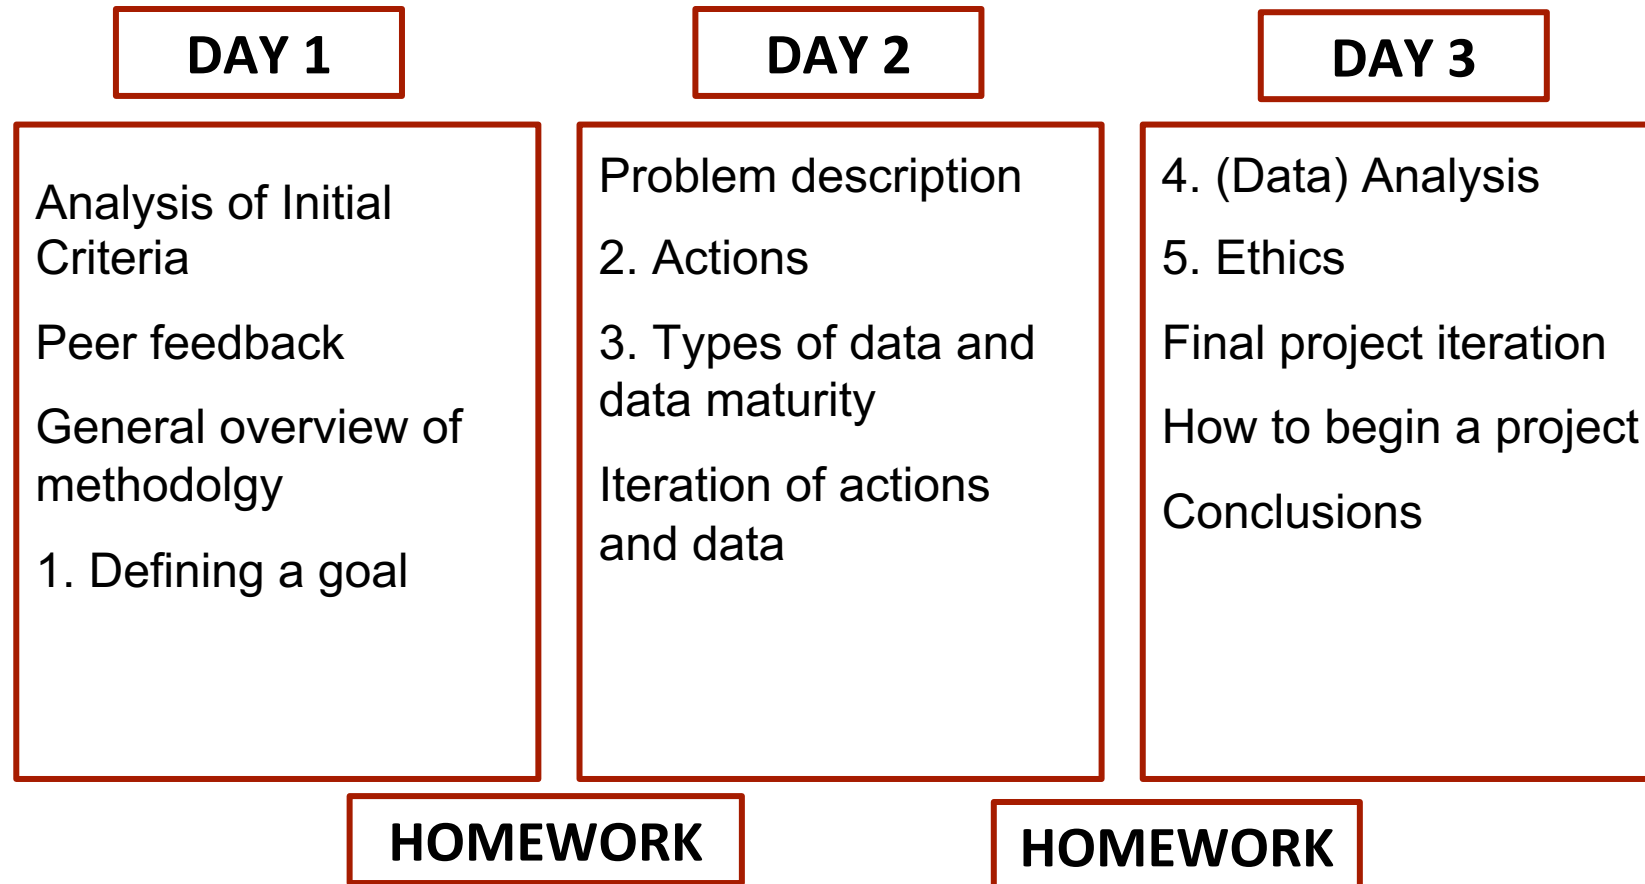 DAY 1
Analysis of Initial
Criteria
Peer feedback
General overview of
methodolgy
1. Defining a goal
DAY 2
Problem description
2. Actions
3. Types of data and
data maturity
Iteration of actions
and data
DAY 3
4. (Data) Analysis
5. Ethics
Final project iteration
How to begin a project
Conclusions
HOMEWORK
HOMEWORK